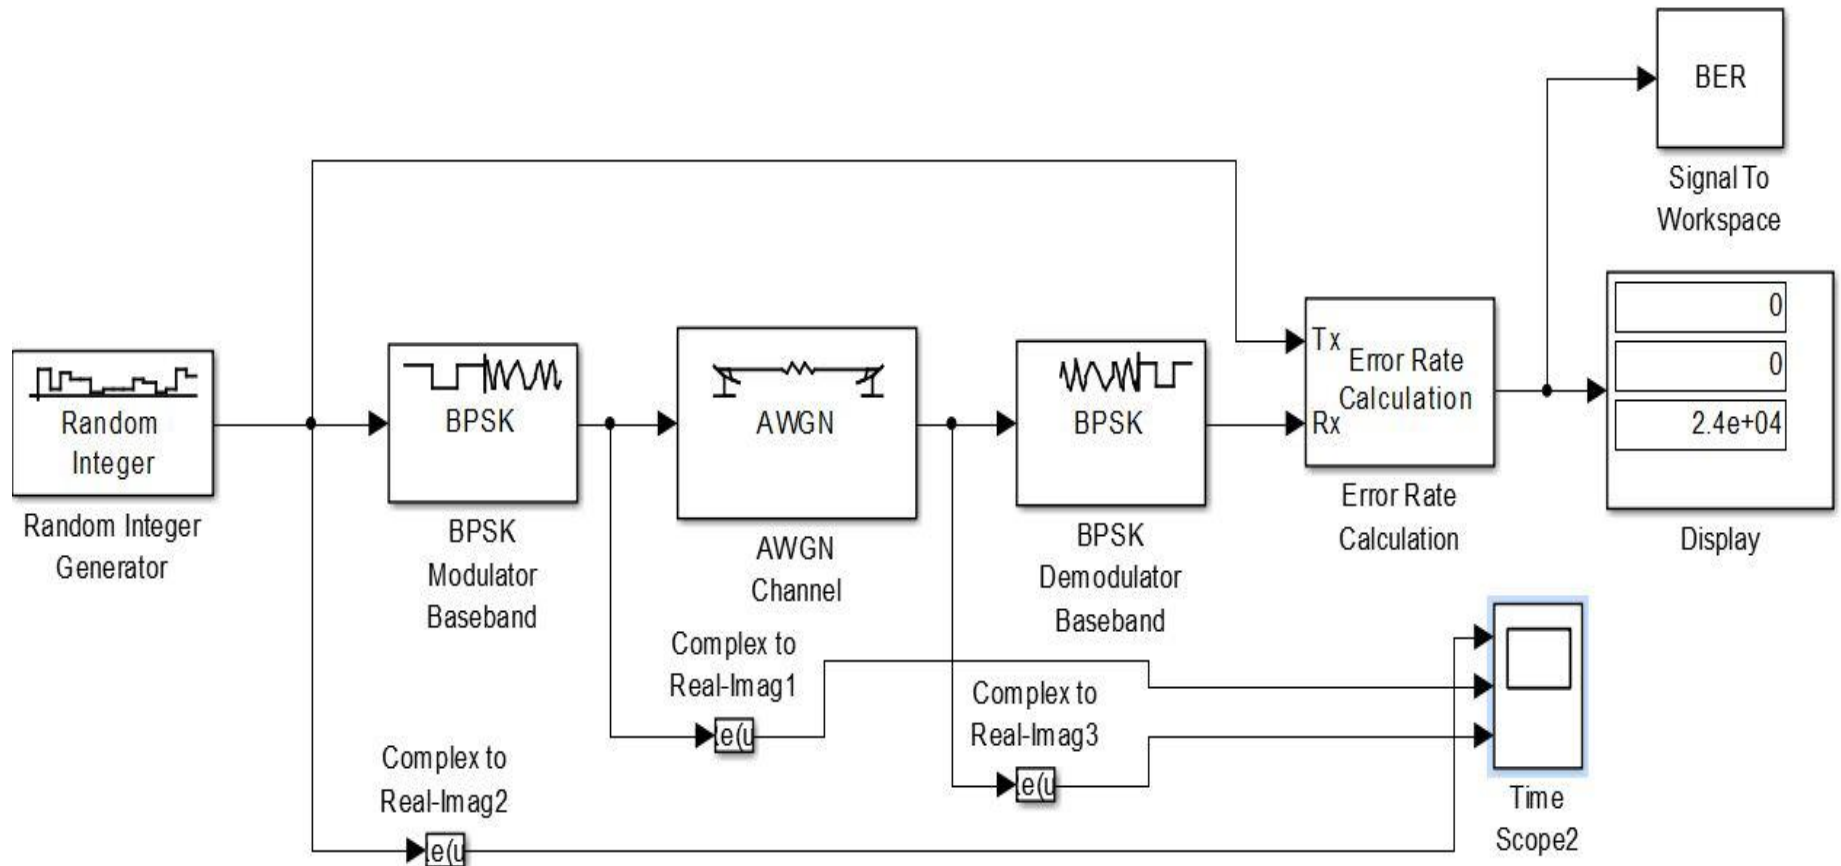 BER
Signal To
Workspace
Random
Integer
Random Integer
Generator
BPSK
BPSK
Modulator
Baseband
AWGN
AWGN
Channel
BPSK
BPSK
Demodulator
Baseband
Tx
Rx
Error Rate
Calculation
Error Rate
Calculation
0
0
2.4e+04
Display
Complex to
Real-Imag1
.e(u
Complex to
Real-Imag3
.e(u
Complex to
Real-Imag2
.e(u
Time
Scope2